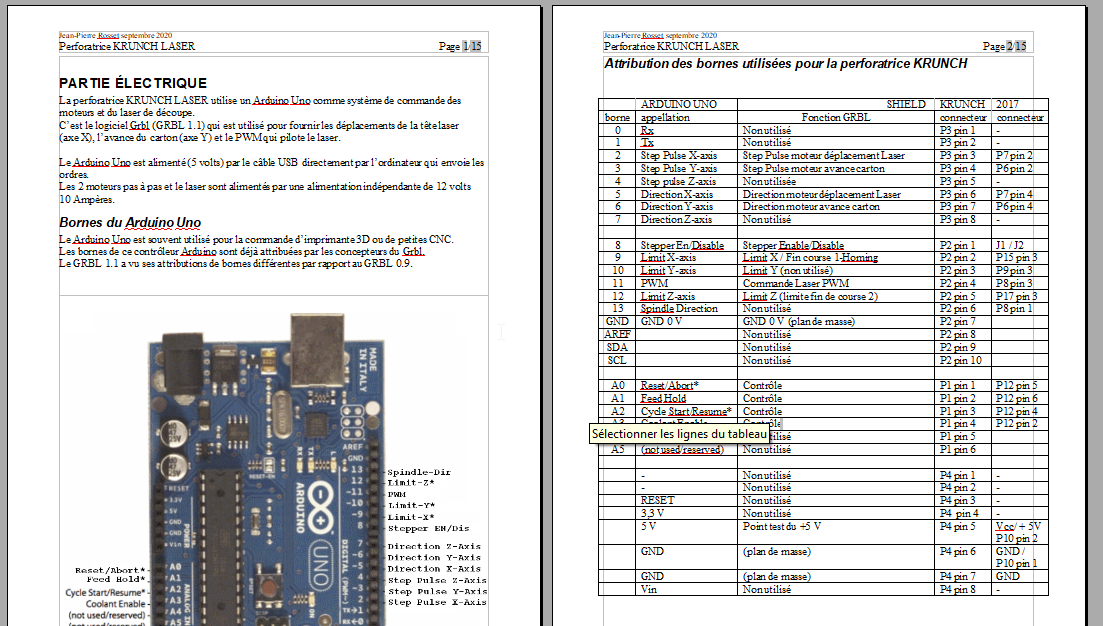 Jean-Pierre Rosset septembre 2020
Perforatrice KRUNCH LASER Page 1/15
PARTIE ÉLECTRIQUE
La perforatrice KRUNCH LASER utilise un Arduino Uno comme système de commande des
moteurs et du laser de découpe.
C'est le logiciel Grbl (GRBL 1.1) qui est utilisé pour fournir les déplacements de la tête laser
(axe X), l'avance du carton (axe Y) et le PWM qui pilote le laser.
Le Arduino Uno est alimenté (5 volts) par le câble USB directement par l'ordinateur qui envoie les
ordres.
Les 2 moteurs pas à pas et le laser sont alimentés par une alimentation indépendante de 12 volts
10 Ampères.
Bornes du Arduino Uno
Le Arduino Uno est souvent utilisé pour la commande d'imprimante 3D ou de petites CNC.
Les bornes de ce contrôleur Arduino sont déjà attribuées par les concepteurs du Grbl.
Le GRBL 1.1 a vu ses attributions de bornes différentes par rapport au GRBL 0.9.
MADE
IN ITALY
AREF
GND
13
12
~11
~10
~9
8
7
~6
~5
4
~3
2
TX→1
RX←0
RESET
3.3V
5V
GND
GND
Vin
A0
A1
A2
A3
A4
A5
POWER
ANALOG IN
DIGITAL (PWM~)
RESET-EN
ARDUINO
UNO
ON
Spindle-Dir
Limit-Z*
PWM
Limit-Y*
Limit-X*
Stepper EN/Dis
Direction Z-Axis
Direction Y-Axis
Direction X-Axis
Step Pulse Z-Axis
Step Pulse Y-Axis
Step Pulse X-Axis
Reset/Abort*
Feed Hold*
Cycle Start/Resume*
Coolant Enable
(not used/reserved)
(not used/reserved)
Jean-Pierre Rosset septembre 2020
Perforatrice KRUNCH LASER Page 2/15
Attribution des bornes utilisées pour la perforatrice KRUNCH
ARDUINO UNO SHIELD KRUNCH 2017
borne appellation Fonction GRBL connecteur connecteur
0 Rx Non utilisé P3 pin 1 -
1 Tx Non utilisé P3 pin 2 -
2 Step Pulse X-axis Step Pulse moteur déplacement Laser P3 pin 3 P7 pin 2
3 Step Pulse Y-axis Step Pulse moteur avance carton P3 pin 4 P6 pin 2
4 Step pulse Z-axis Non utilisée P3 pin 5 -
5 Direction X-axis Direction moteur déplacement Laser P3 pin 6 P7 pin 4
6 Direction Y-axis Direction moteur avance carton P3 pin 7 P6 pin 4
7 Direction Z-axis Non utilisé P3 pin 8 -
8 Stepper En/Disable Stepper Enable/Disable P2 pin 1 J1 / J2
9 Limit X-axis Limit X / Fin course 1-Homing P2 pin 2 P15 pin 3
10 Limit Y-axis Limit Y (non utilisé) P2 pin 3 P9 pin 3
11 PWM Commande Laser PWM P2 pin 4 P8 pin 3
12 Limit Z-axis Limit Z (limite fin de course 2) P2 pin 5 P17 pin 3
13 Spindle Direction Non utilisé P2 pin 6 P8 pin 1
GND GND 0 V GND 0 V (plan de masse) P2 pin 7
AREF Non utilisé P2 pin 8
SDA Non utilisé P2 pin 9
SCL Non utilisé P2 pin 10
A0 Reset/Abort* Contrôle P1 pin 1 P12 pin 5
A1 Feed Hold Contrôle P1 pin 2 P12 pin 6
A2 Cycle Start/Resume* Contrôle P1 pin 3 P12 pin 4
A3 Coolant Enable Contrôle P1 pin 4 P12 pin 2
Sélectionner les lignes du tableau utilisé P1 pin 5
A5 (not used/reserved) Non utilisé P1 pin 6
- Non utilisé P4 pin 1 -
- Non utilisé P4 pin 2 -
RESET Non utilisé P4 pin 3 -
3,3 V Non utilisé P4 pin 4 -
5 V Point test du +5 V P4 pin 5 Vcc/ + 5V
P10 pin 2
GND (plan de masse) P4 pin 6 GND /
P10 pin 1
GND (plan de masse) P4 pin 7 GND
Vin Non utilisé P4 pin 8 -